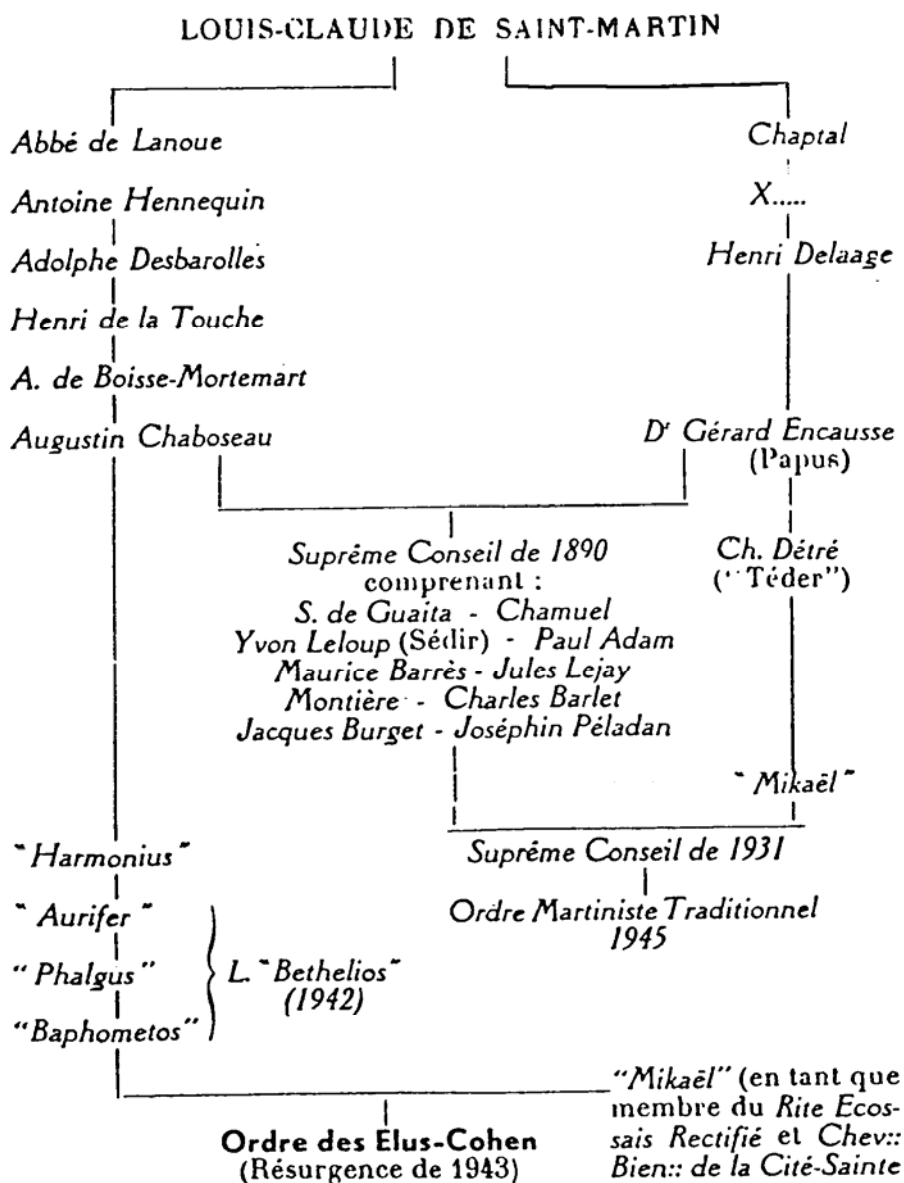 LOUIS-CLAUDE DE SAINT-MARTIN
Abbé de Lanoue
Chaptal
Antoine Hennequin
X.....
Adolphe Desbarolles
Henri Delaage
Henri de la Touche
A. de Boisse-Mortemart
Augustin Chaboseau
Dr Gérard Encausse
(Papus)
Suprême Conseil de 1890
comprenant :
S. de Guaita - Chamuel
Yvon Leloup (Sédir) - Paul Adam
Maurice Barrès - Jules Lejay
Montière - Charles Barlet
Jacques Burget - Joséphin Péladan
Ch. Détré
("Téder")
"Mikaël"
Suprême Conseil de 1931
Ordre Martiniste Traditionnel
1945
"Harmonius"
"Aurifer"
"Phalgus"
"Baphometos"
L. "Bethelios"
(1942)
"Mikaël" (en tant que
membre du Rite Ecos-
sais Rectifié et Chev::
Bien:: de la Cité-Sainte
Ordre des Elus-Cohen
(Résurgence de 1943)